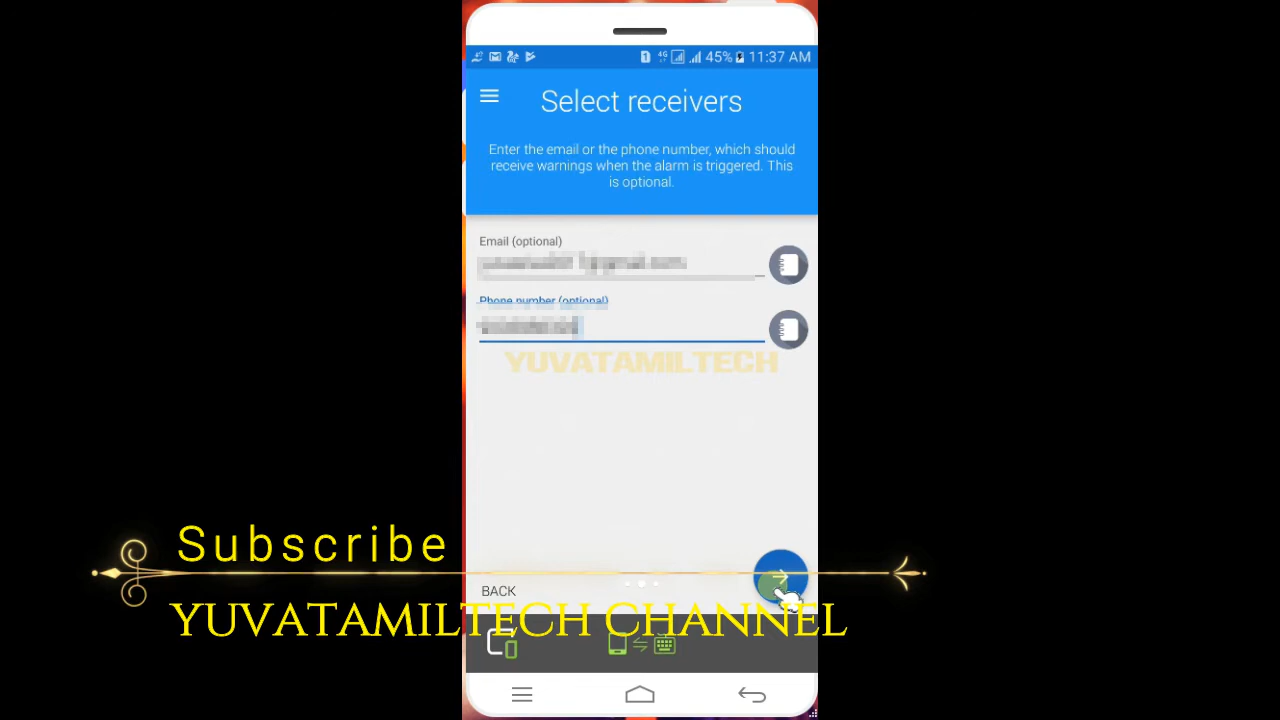 45% 11:37 AM
Select receivers
Enter the email or the phone number, which should
receive warnings when the alarm is triggered. This
is optional.
Email (optional)
Phone number (optional)
YUVATAMILTECH
Subscribe
BACK
YUVATAMILTECH CHANNEL